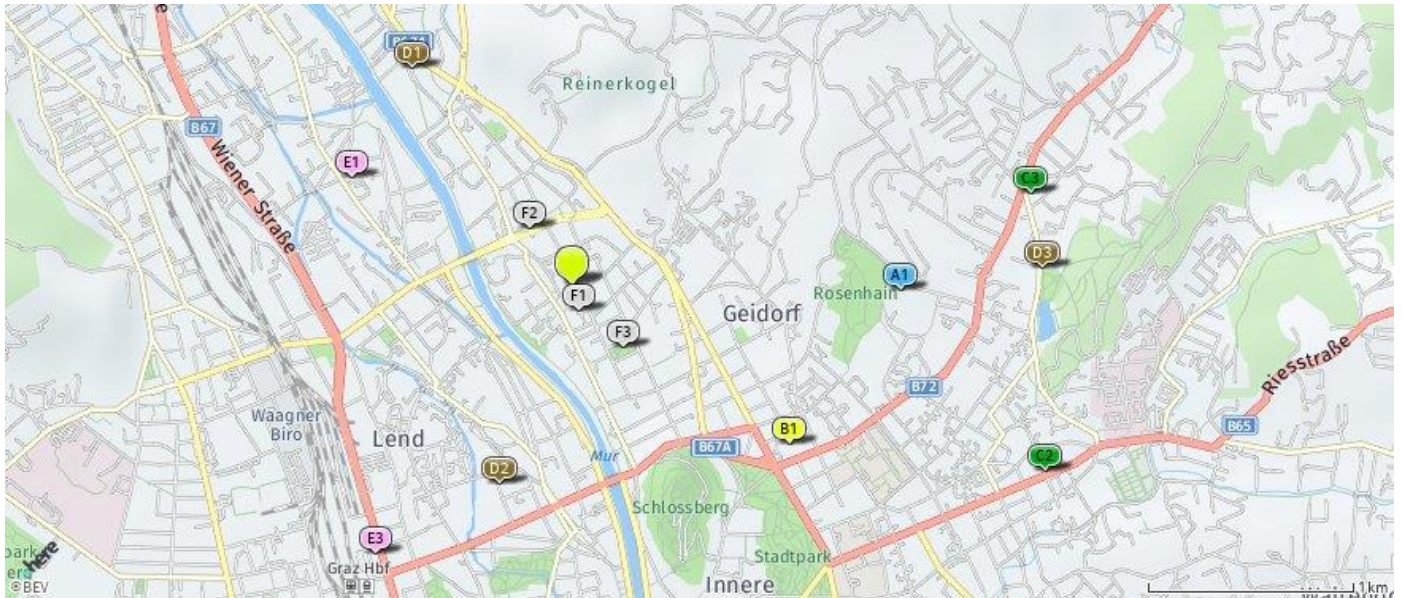 B67A
D1
Reinerkogel
B67
Wiener Straße
E1
C3
F2
D3
A1
F1
Rosenhain
Geidorf
F3
Riesstraße
B72
Waagner
Biro
Lend
B1
B65
B67A
Mur
C2
D2
Schlossberg
E3
Stadtpark
Graz Hbf
Innere
here
©BEV
1km